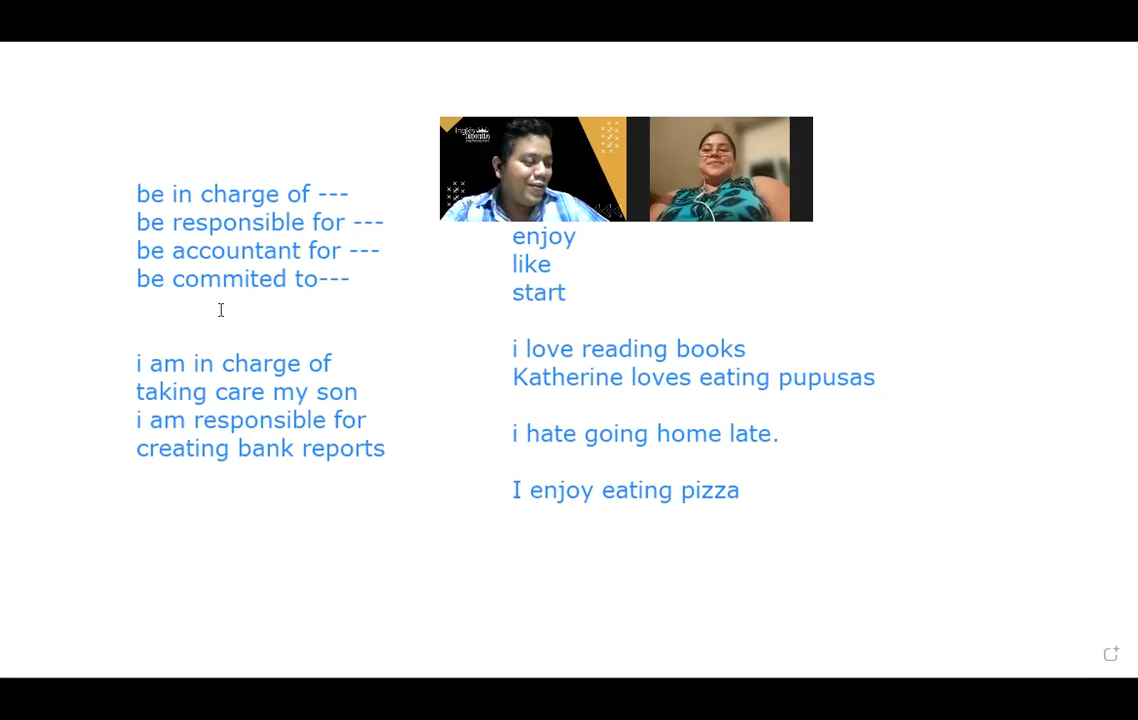 be in charge of ---
be responsible for ---
be accountant for ---
be commited to---
i am in charge of
taking care my son
i am responsible for
creating bank reports
Inglés
enjoy
like
start
i love reading books
Katherine loves eating pupusas
i hate going home late.
I enjoy eating pizza